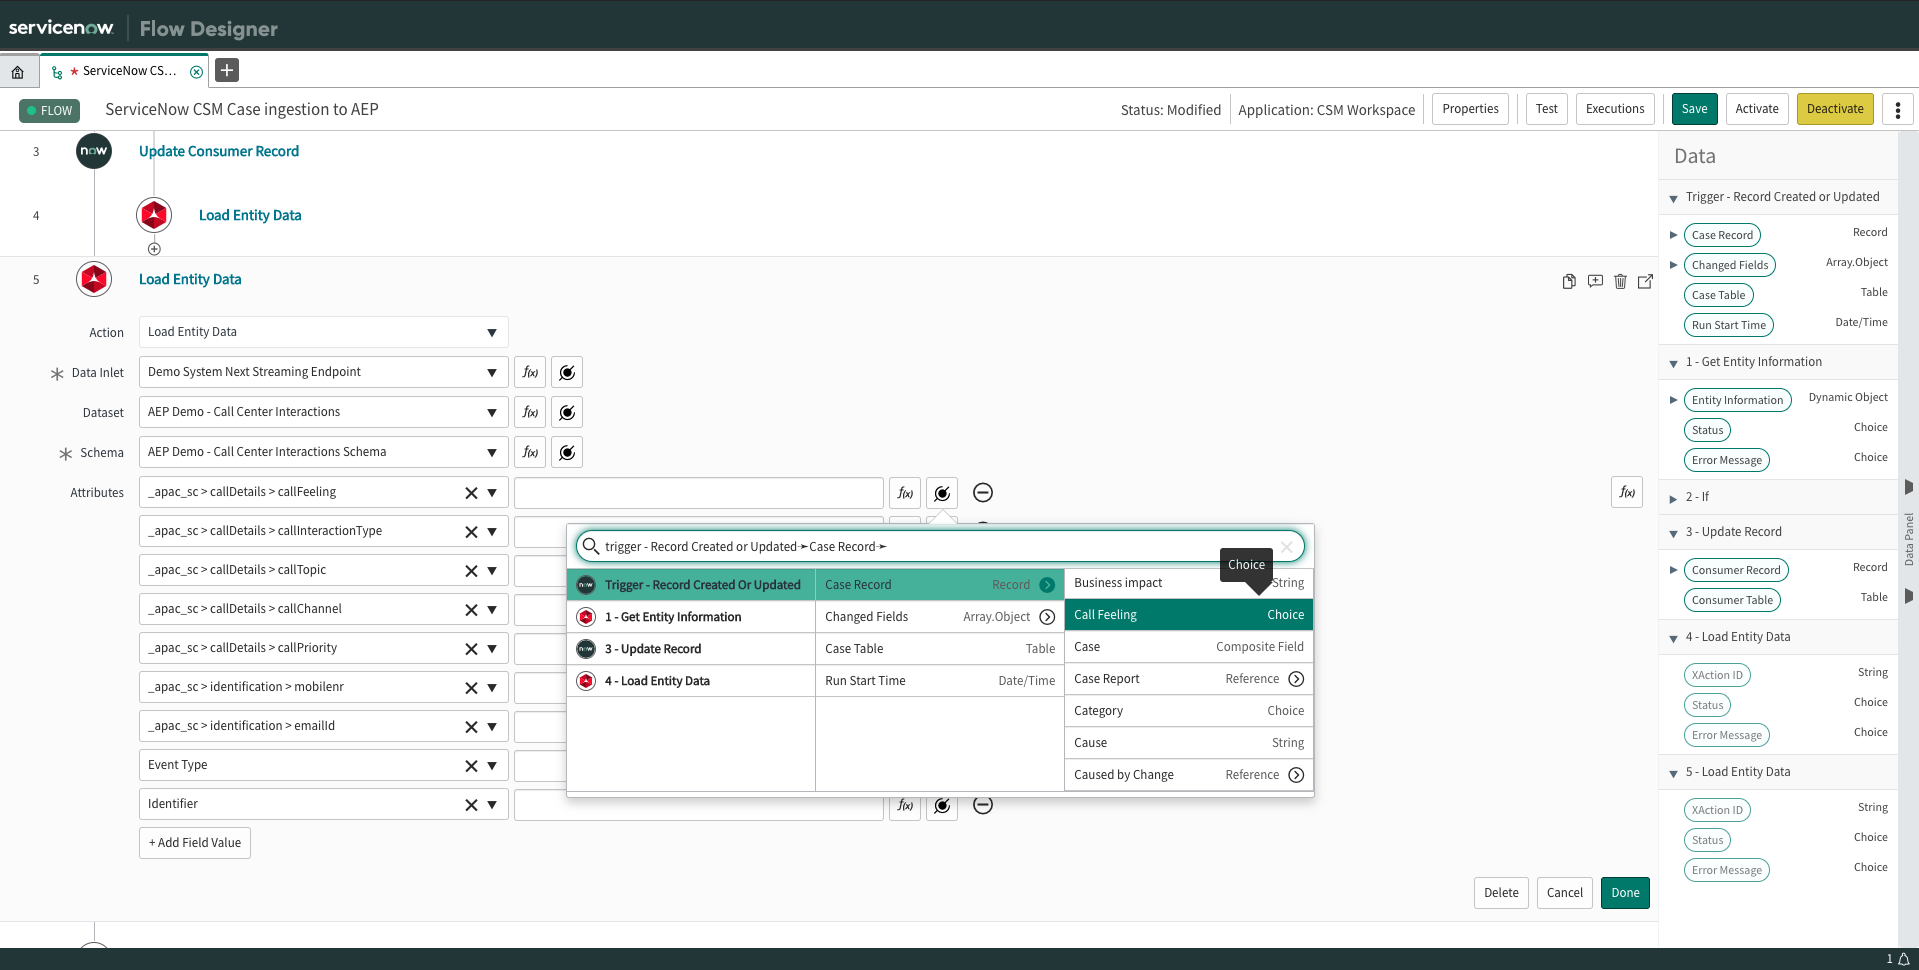 servicenow Flow Designer
ServiceNow CS...
FLOW ServiceNow CSM Case ingestion to AEP Status: Modified Application: CSM Workspace Properties Test Executions Save Activate Deactivate
3 now Update Consumer Record
4 Load Entity Data
5 Load Entity Data
Action Load Entity Data
Data Inlet Demo System Next Streaming Endpoint f(x)
Dataset AEP Demo - Call Center Interactions f(x)
Schema AEP Demo - Call Center Interactions Schema f(x)
Attributes _apac_sc > callDetails > callFeeling f(x) f(x)
_apac_sc > callDetails > callInteractionType
_apac_sc > callDetails > callTopic
_apac_sc > callDetails > callChannel
_apac_sc > callDetails > callPriority
_apac_sc > identification > mobilenr
_apac_sc > identification > emailId
Event Type
Identifier f(x)
+ Add Field Value
trigger - Record Created or Updated➛Case Record➛
Choice
now Trigger - Record Created Or Updated
1 - Get Entity Information
now 3 - Update Record
4 - Load Entity Data
Case Record Record
Changed Fields Array.Object
Case Table Table
Run Start Time Date/Time
Business impact String
Call Feeling Choice
Case Composite Field
Case Report Reference
Category Choice
Cause String
Caused by Change Reference
Delete Cancel Done
Data
Trigger - Record Created or Updated
Case Record Record
Changed Fields Array.Object
Case Table Table
Run Start Time Date/Time
1 - Get Entity Information
Entity Information Dynamic Object
Status Choice
Error Message Choice
2 - If
3 - Update Record
Consumer Record Record
Consumer Table Table
4 - Load Entity Data
XAction ID String
Status Choice
Error Message Choice
5 - Load Entity Data
XAction ID String
Status Choice
Error Message Choice
Data Panel
1